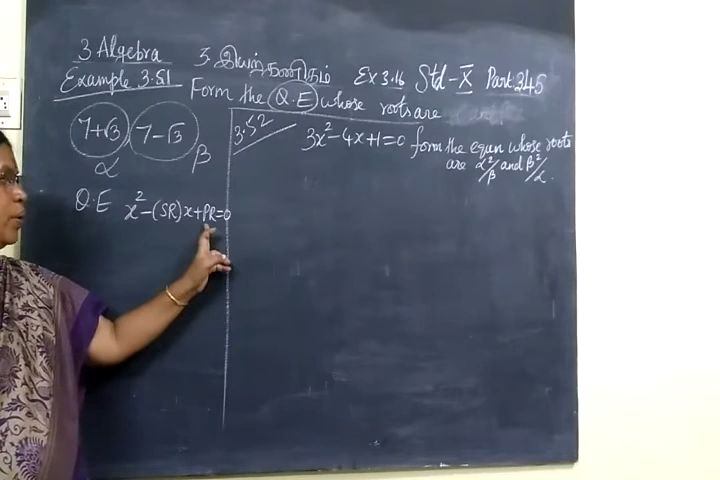 3 Algebra 3. இயற்கணிதம் Ex 3.16 Std - X Part 345
Example 3.51 Form the Q.E whose roots are
7+√3 7-√3
α β
Q.E x² - (SR)x + PR = 0
3.52 3x² - 4x + 1 = 0 form the equn whose roots
are α²/β and β²/α.